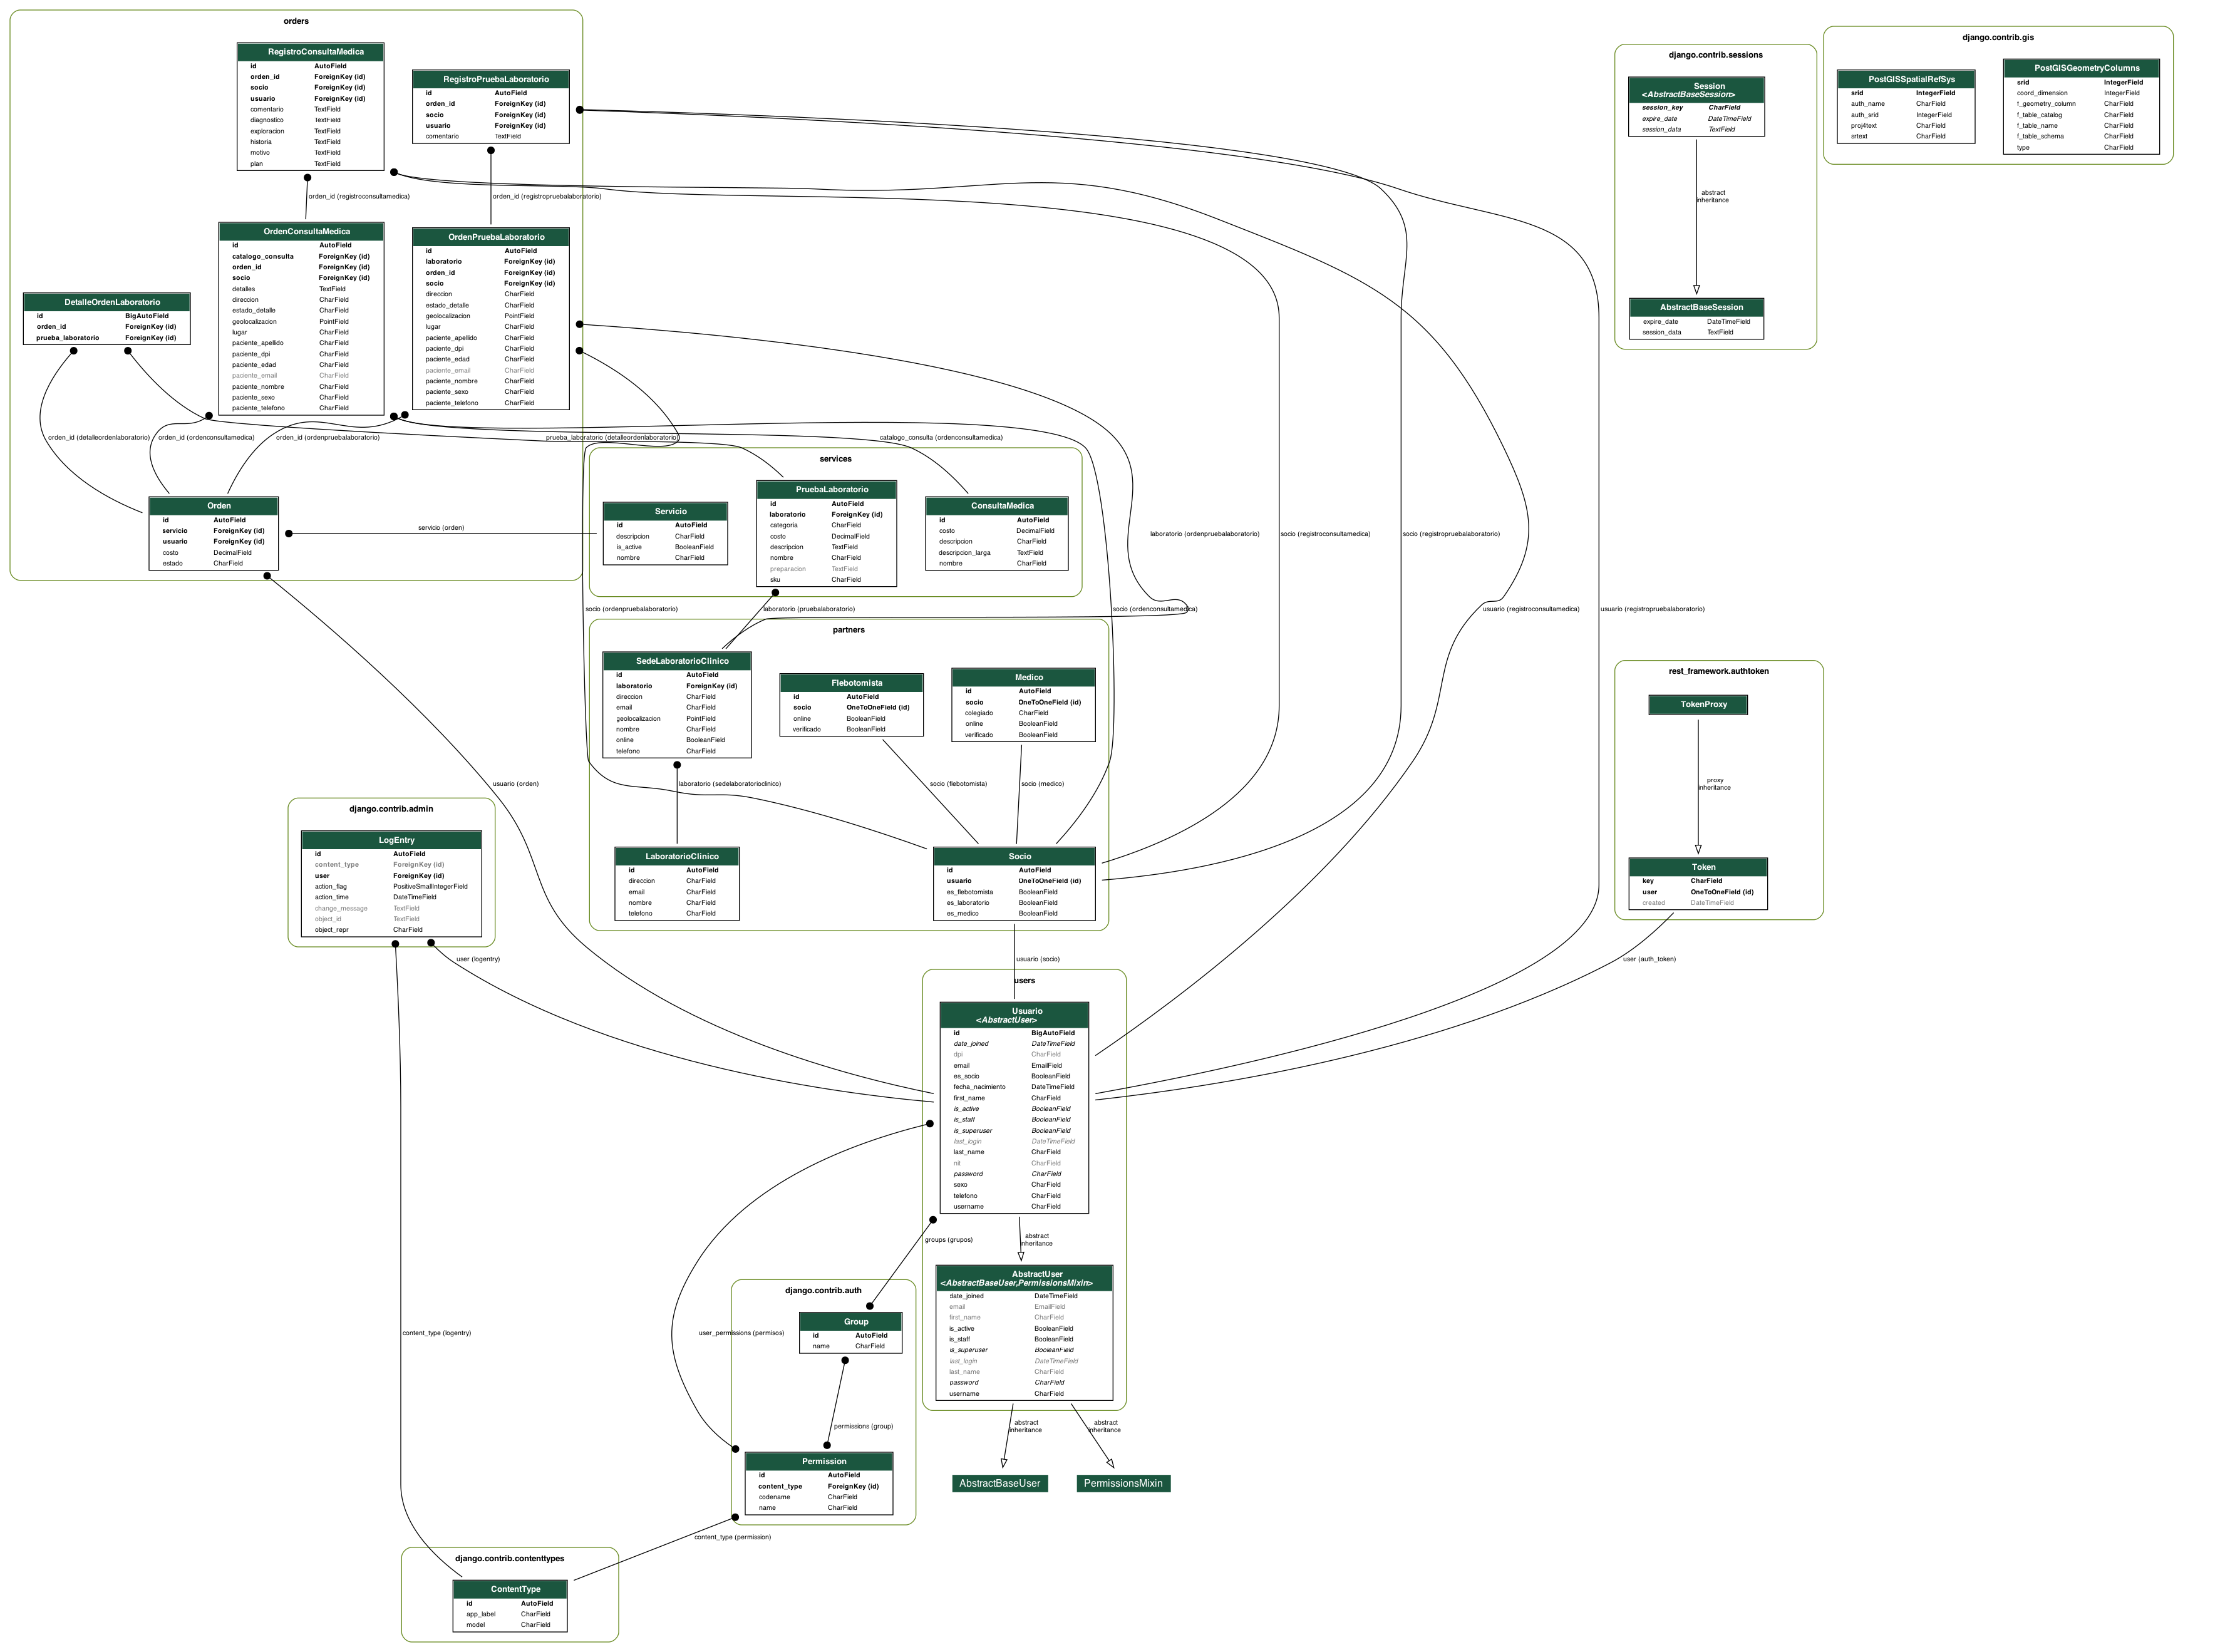 orders
RegistroConsultaMedica
id AutoField
orden_id ForeignKey (id)
socio ForeignKey (id)
usuario ForeignKey (id)
comentario TextField
diagnostico TextField
exploracion TextField
historia TextField
motivo TextField
plan TextField
RegistroPruebaLaboratorio
id AutoField
orden_id ForeignKey (id)
socio ForeignKey (id)
usuario ForeignKey (id)
comentario TextField
orden_id (registroconsultamedica)
orden_id (registropruebalaboratorio)
OrdenConsultaMedica
id AutoField
catalogo_consulta ForeignKey (id)
orden_id ForeignKey (id)
socio ForeignKey (id)
detalles TextField
direccion CharField
estado_detalle CharField
geolocalizacion PointField
lugar CharField
paciente_apellido CharField
paciente_dpi CharField
paciente_edad CharField
paciente_email CharField
paciente_nombre CharField
paciente_sexo CharField
paciente_telefono CharField
OrdenPruebaLaboratorio
id AutoField
laboratorio ForeignKey (id)
orden_id ForeignKey (id)
socio ForeignKey (id)
direccion CharField
estado_detalle CharField
geolocalizacion PointField
lugar CharField
paciente_apellido CharField
paciente_dpi CharField
paciente_edad CharField
paciente_email CharField
paciente_nombre CharField
paciente_sexo CharField
paciente_telefono CharField
DetalleOrdenLaboratorio
id BigAutoField
orden_id ForeignKey (id)
prueba_laboratorio ForeignKey (id)
orden_id (detalleordenlaboratorio)
orden_id (ordenconsultamedica)
orden_id (ordenpruebalaboratorio)
prueba_laboratorio (detalleordenlaboratorio)
catalogo_consulta (ordenconsultamedica)
Orden
id AutoField
servicio ForeignKey (id)
usuario ForeignKey (id)
costo DecimalField
estado CharField
servicio (orden)
services
Servicio
id AutoField
descripcion CharField
is_active BooleanField
nombre CharField
PruebaLaboratorio
id AutoField
laboratorio ForeignKey (id)
categoria CharField
costo DecimalField
descripcion TextField
nombre CharField
preparacion TextField
sku CharField
ConsultaMedica
id AutoField
costo DecimalField
descripcion CharField
descripcion_larga TextField
nombre CharField
laboratorio (ordenpruebalaboratorio)
socio (registroconsultamedica)
socio (registropruebalaboratorio)
socio (ordenpruebalaboratorio)
laboratorio (pruebalaboratorio)
socio (ordenconsultamedica)
usuario (registroconsultamedica)
usuario (registropruebalaboratorio)
partners
SedeLaboratorioClinico
id AutoField
laboratorio ForeignKey (id)
direccion CharField
email CharField
geolocalizacion PointField
nombre CharField
online BooleanField
telefono CharField
Flebotomista
id AutoField
socio OneToOneField (id)
online BooleanField
verificado BooleanField
Medico
id AutoField
socio OneToOneField (id)
colegiado CharField
online BooleanField
verificado BooleanField
usuario (orden)
laboratorio (sedelaboratorioclinico)
socio (flebotomista)
socio (medico)
LaboratorioClinico
id AutoField
direccion CharField
email CharField
nombre CharField
telefono CharField
Socio
id AutoField
usuario OneToOneField (id)
es_flebotomista BooleanField
es_laboratorio BooleanField
es_medico BooleanField
django.contrib.admin
LogEntry
id AutoField
content_type ForeignKey (id)
user ForeignKey (id)
action_flag PositiveSmallIntegerField
action_time DateTimeField
change_message TextField
object_id TextField
object_repr CharField
user (logentry)
usuario (socio)
user (auth_token)
users
Usuario
<AbstractUser>
id BigAutoField
date_joined DateTimeField
dpi CharField
email EmailField
es_socio BooleanField
fecha_nacimiento DateTimeField
first_name CharField
is_active BooleanField
is_staff BooleanField
is_superuser BooleanField
last_login DateTimeField
last_name CharField
nit CharField
password CharField
sexo CharField
telefono CharField
username CharField
groups (grupos)
abstract
inheritance
AbstractUser
<AbstractBaseUser,PermissionsMixin>
date_joined DateTimeField
email EmailField
first_name CharField
is_active BooleanField
is_staff BooleanField
is_superuser BooleanField
last_login DateTimeField
last_name CharField
password CharField
username CharField
abstract
inheritance
abstract
inheritance
AbstractBaseUser
PermissionsMixin
django.contrib.auth
Group
id AutoField
name CharField
content_type (logentry)
user_permissions (permisos)
permissions (group)
Permission
id AutoField
content_type ForeignKey (id)
codename CharField
name CharField
content_type (permission)
django.contrib.contenttypes
ContentType
id AutoField
app_label CharField
model CharField
django.contrib.sessions
Session
<AbstractBaseSession>
session_key CharField
expire_date DateTimeField
session_data TextField
abstract
inheritance
AbstractBaseSession
expire_date DateTimeField
session_data TextField
django.contrib.gis
PostGISSpatialRefSys
srid IntegerField
auth_name CharField
auth_srid IntegerField
proj4text CharField
srtext CharField
PostGISGeometryColumns
srid IntegerField
coord_dimension IntegerField
f_geometry_column CharField
f_table_catalog CharField
f_table_name CharField
f_table_schema CharField
type CharField
rest_framework.authtoken
TokenProxy
proxy
inheritance
Token
key CharField
user OneToOneField (id)
created DateTimeField